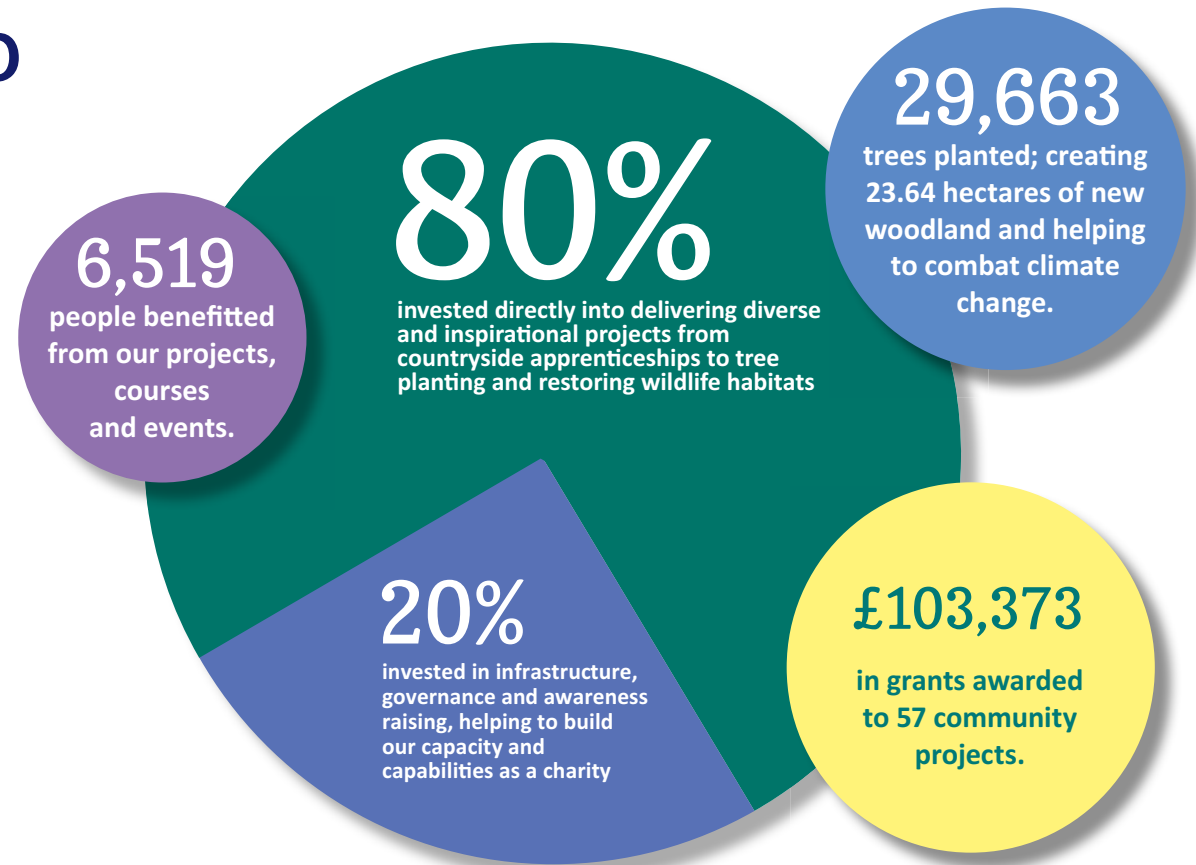 80%
invested directly into delivering diverse
and inspirational projects from
countryside apprenticeships to tree
planting and restoring wildlife habitats
29,663
trees planted; creating
23.64 hectares of new
woodland and helping
to combat climate
change.
6,519
people benefitted
from our projects,
courses
and events.
20%
invested in infrastructure,
governance and awareness
raising, helping to build
our capacity and
capabilities as a charity
£103,373
in grants awarded
to 57 community
projects.